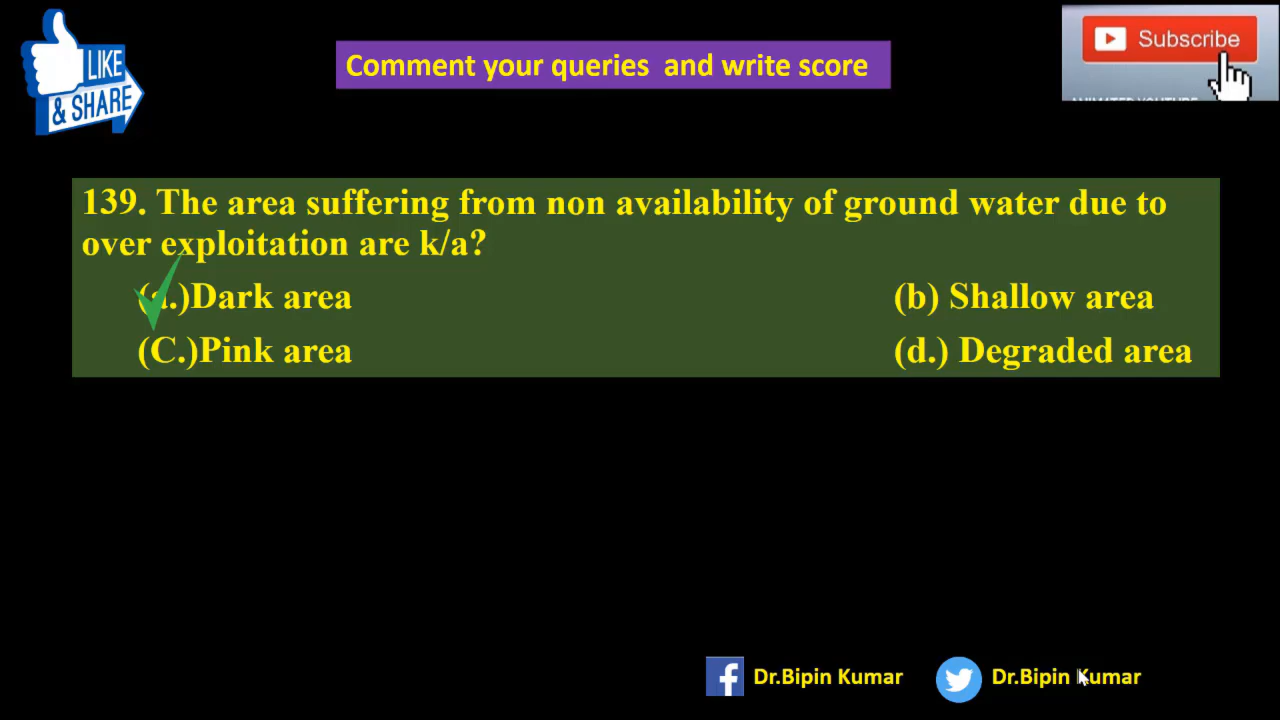 LIKE
& SHARE
Comment your queries and write score
Subscribe
139. The area suffering from non availability of ground water due to
over exploitation are k/a?
(a.)Dark area (b) Shallow area
(C.)Pink area (d.) Degraded area
Dr.Bipin Kumar Dr.Bipin Kumar